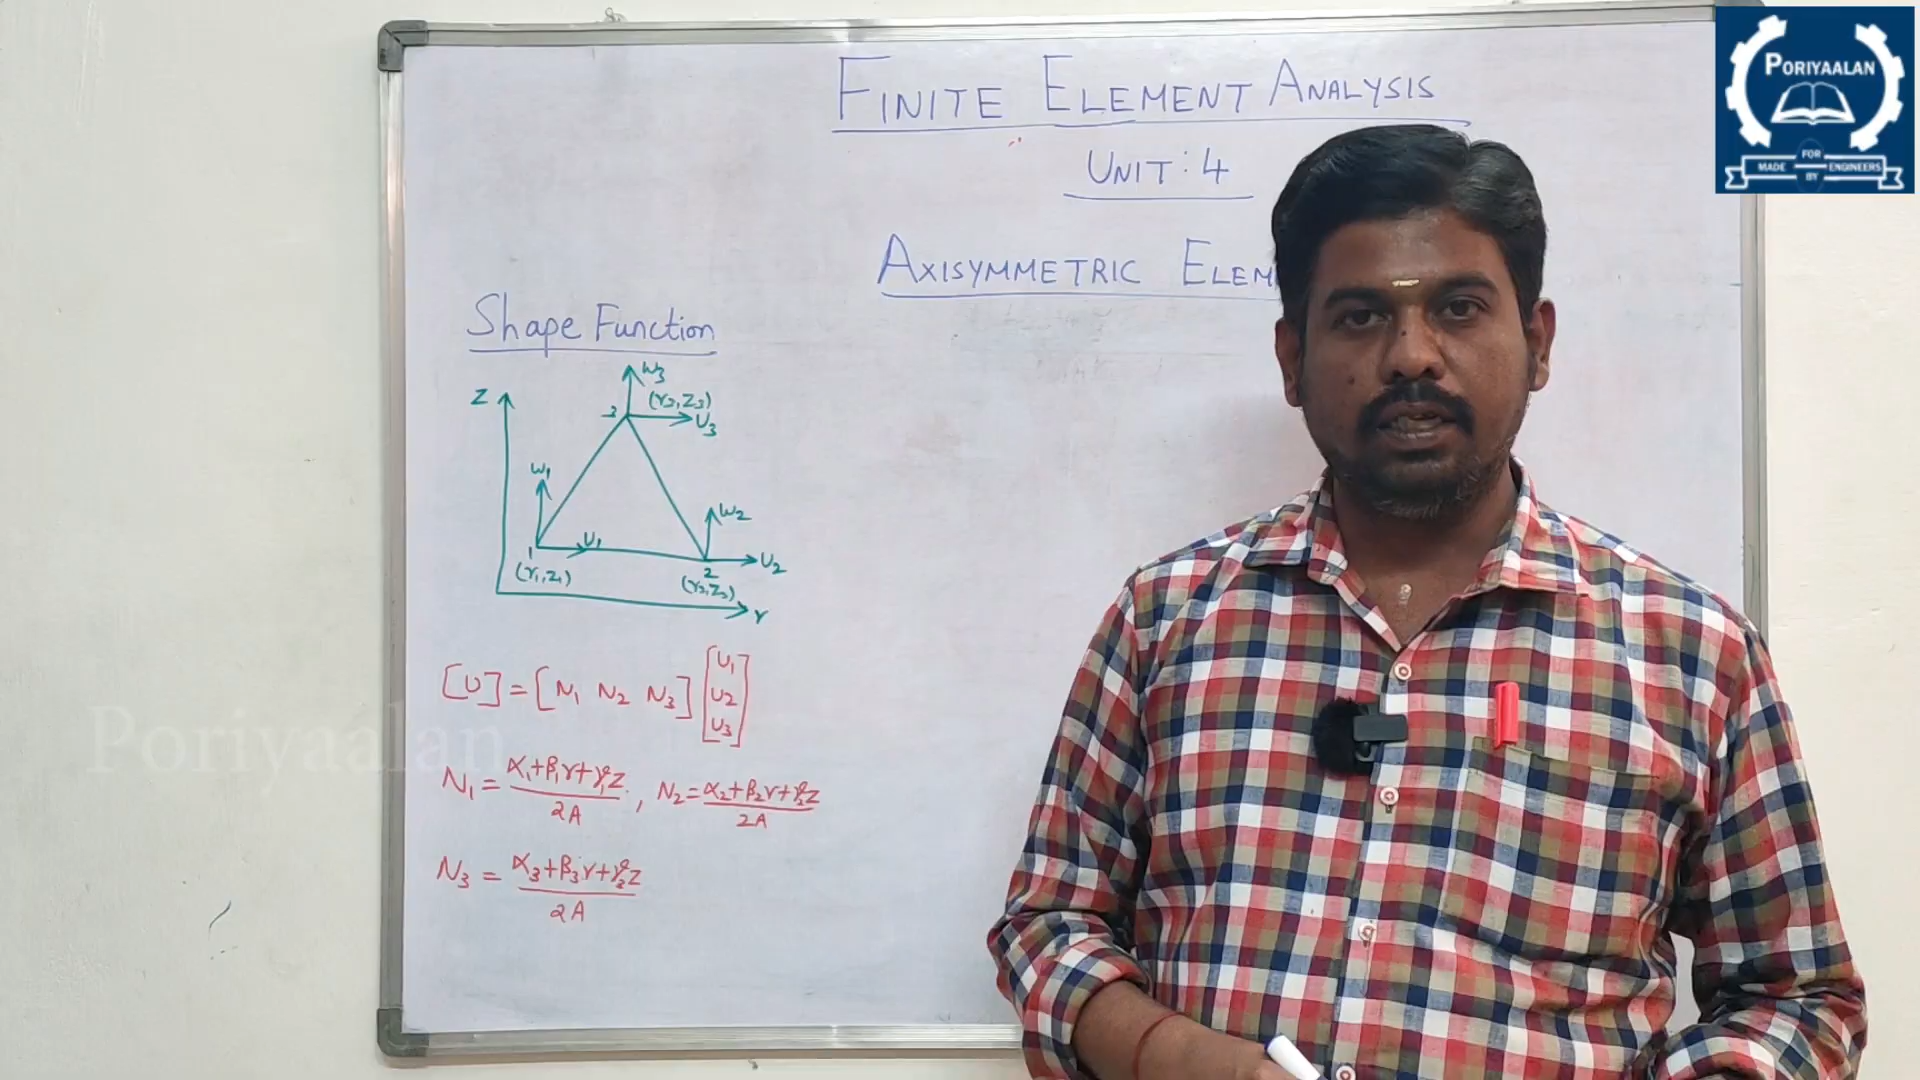 FINITE ELEMENT ANALYSIS
UNIT: 4
AXISYMMETRIC ELEM
Shape Function
Z
W3
3
(r3, Z3)
U3
W1
U1
1
(r1, Z1)
W2
U2
2
(r2, Z2)
r
[U] = [N1 N2 N3] [U1 U2 U3]
N1 = α1+β1r+γ1z / 2A , N2 = α2+β2r+γ2z / 2A
N3 = α3+β3r+γ3z / 2A
PORIYAALAN
MADE FOR BY ENGINEERS
Poriyaalan